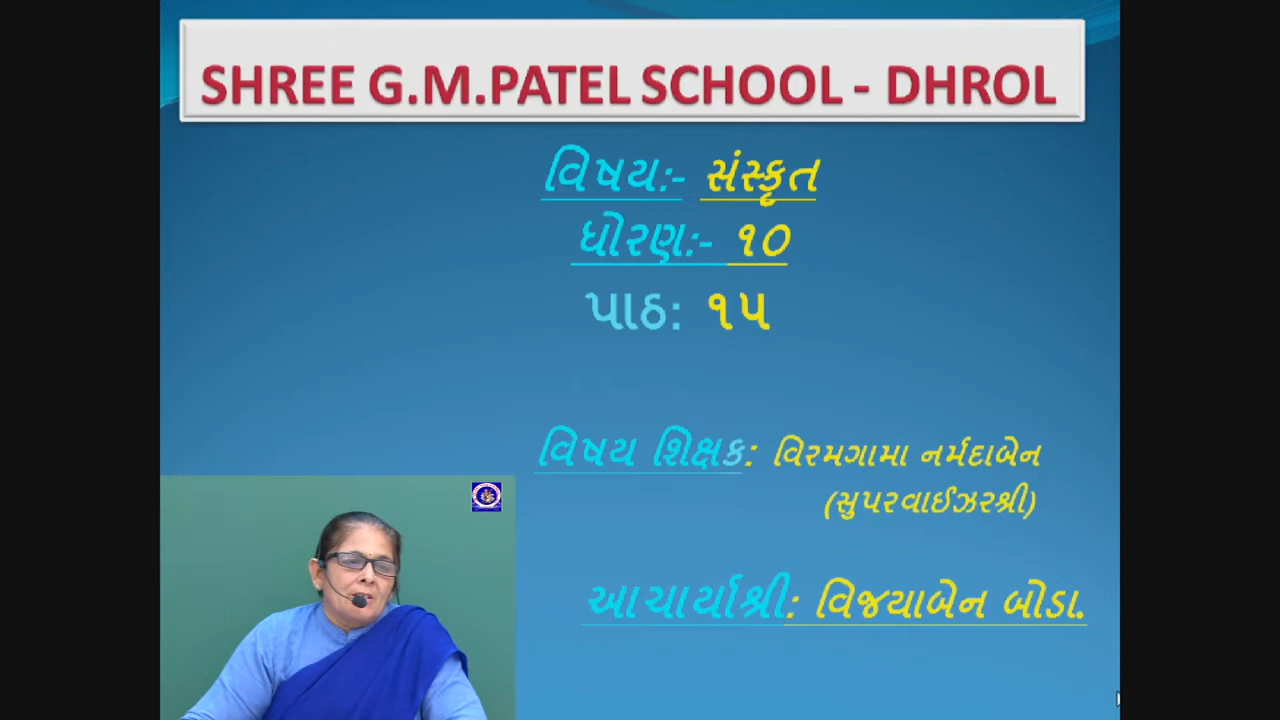 SHREE G.M.PATEL SCHOOL - DHROL
વિષય:- સંસ્કૃત
ધોરણ:- ૧૦
પાઠ: ૧૫
વિષય શિક્ષક: વિરમગામા નર્મદાબેન
(સુપરવાઈઝરશ્રી)
આચાર્યાશ્રી: વિજયાબેન બોડા.